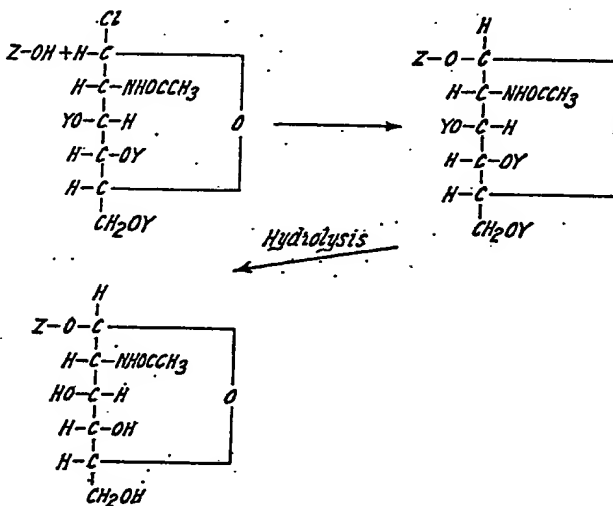 Cl
Z-OH + H-C
H-C-NHOCCH3
YO-C-H
O
H-C-OY
H-C
CH2OY
H
Z-O-C
H-C-NHOCCH3
YO-C-H
H-C-OY
H-C
CH2OY
Hydrolysis
H
Z-O-C
H-C-NHOCCH3
HO-C-H
O
H-C-OH
H-C
CH2OH